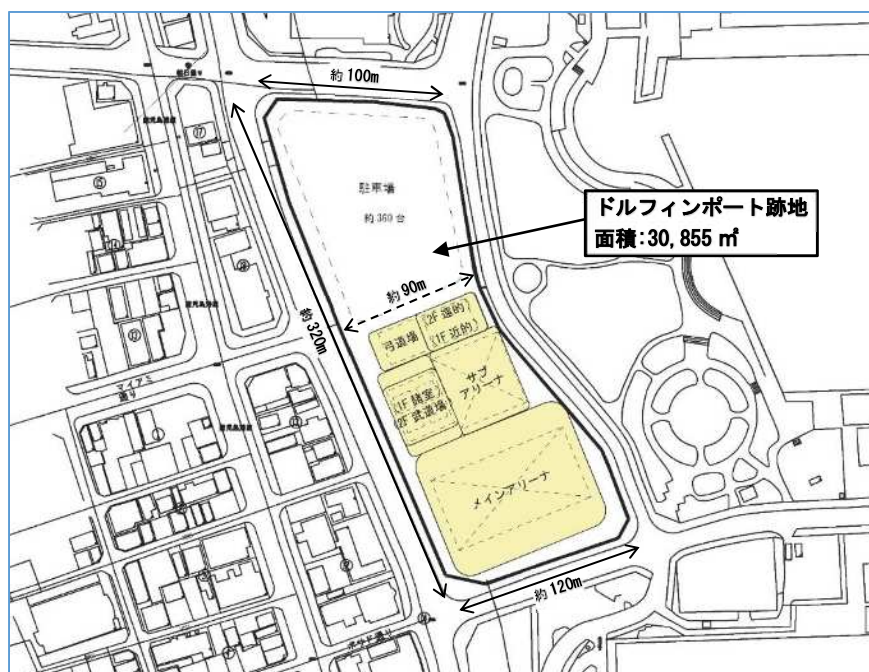 約 100m
駐車場
約 360 台
ドルフィンポート跡地
面積:30,855 ㎡
約 90m
約 320m
2F 遠的
1F 近的
弓道場
サブ
アリーナ
1F 諸室
2F 武道場
メインアリーナ
マイアミ
通り
約 120m